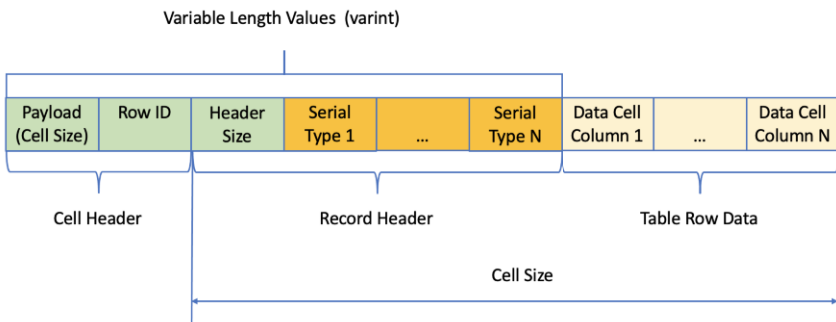 Variable Length Values (varint)
Payload
(Cell Size)
Row ID
Header
Size
Serial
Type 1
...
Serial
Type N
Data Cell
Column 1
...
Data Cell
Column N
Cell Header
Record Header
Table Row Data
Cell Size